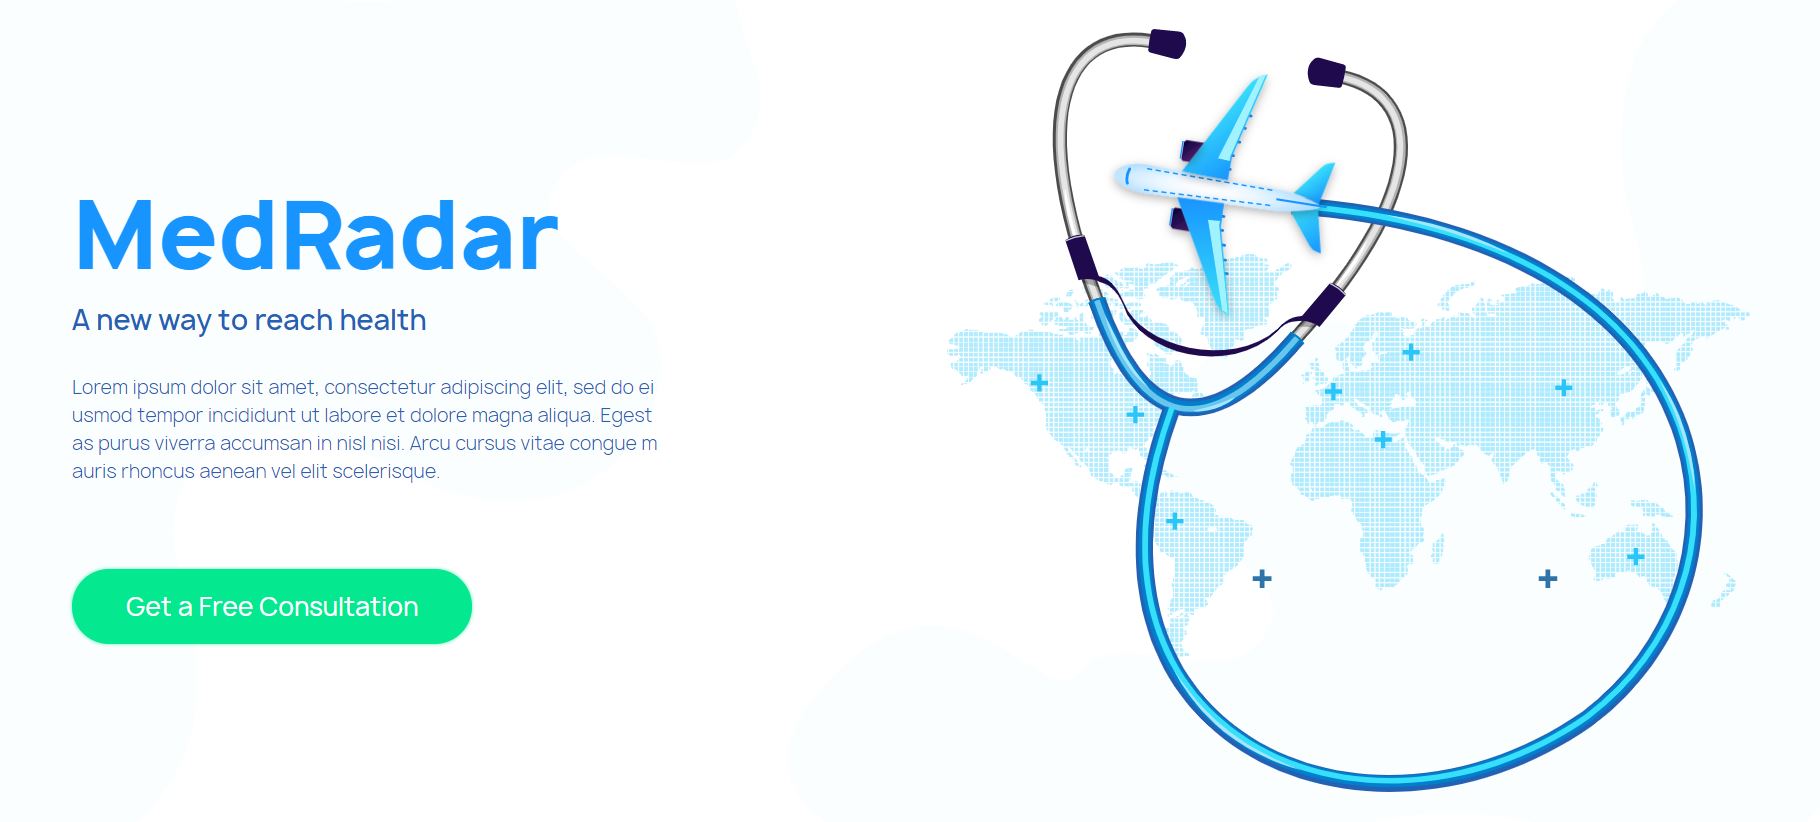 MedRadar
A new way to reach health
Lorem ipsum dolor sit amet, consectetur adipiscing elit, sed do ei
usmod tempor incididunt ut labore et dolore magna aliqua. Egest
as purus viverra accumsan in nisl nisi. Arcu cursus vitae congue m
auris rhoncus aenean vel elit scelerisque.
Get a Free Consultation